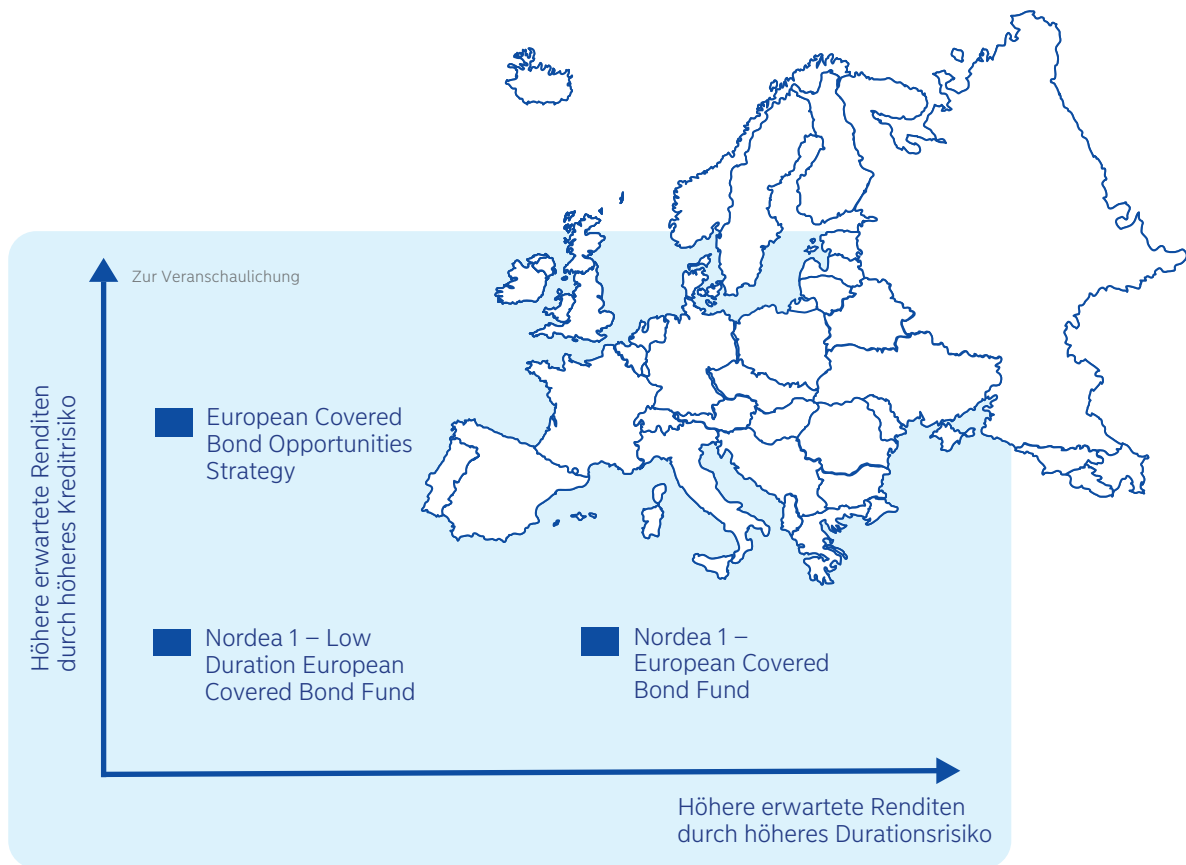 Zur Veranschaulichung
Höhere erwartete Renditen
durch höheres Kreditrisiko
European Covered
Bond Opportunities
Strategy
Nordea 1 – Low
Duration European
Covered Bond Fund
Nordea 1 –
European Covered
Bond Fund
Höhere erwartete Renditen
durch höheres Durationsrisiko